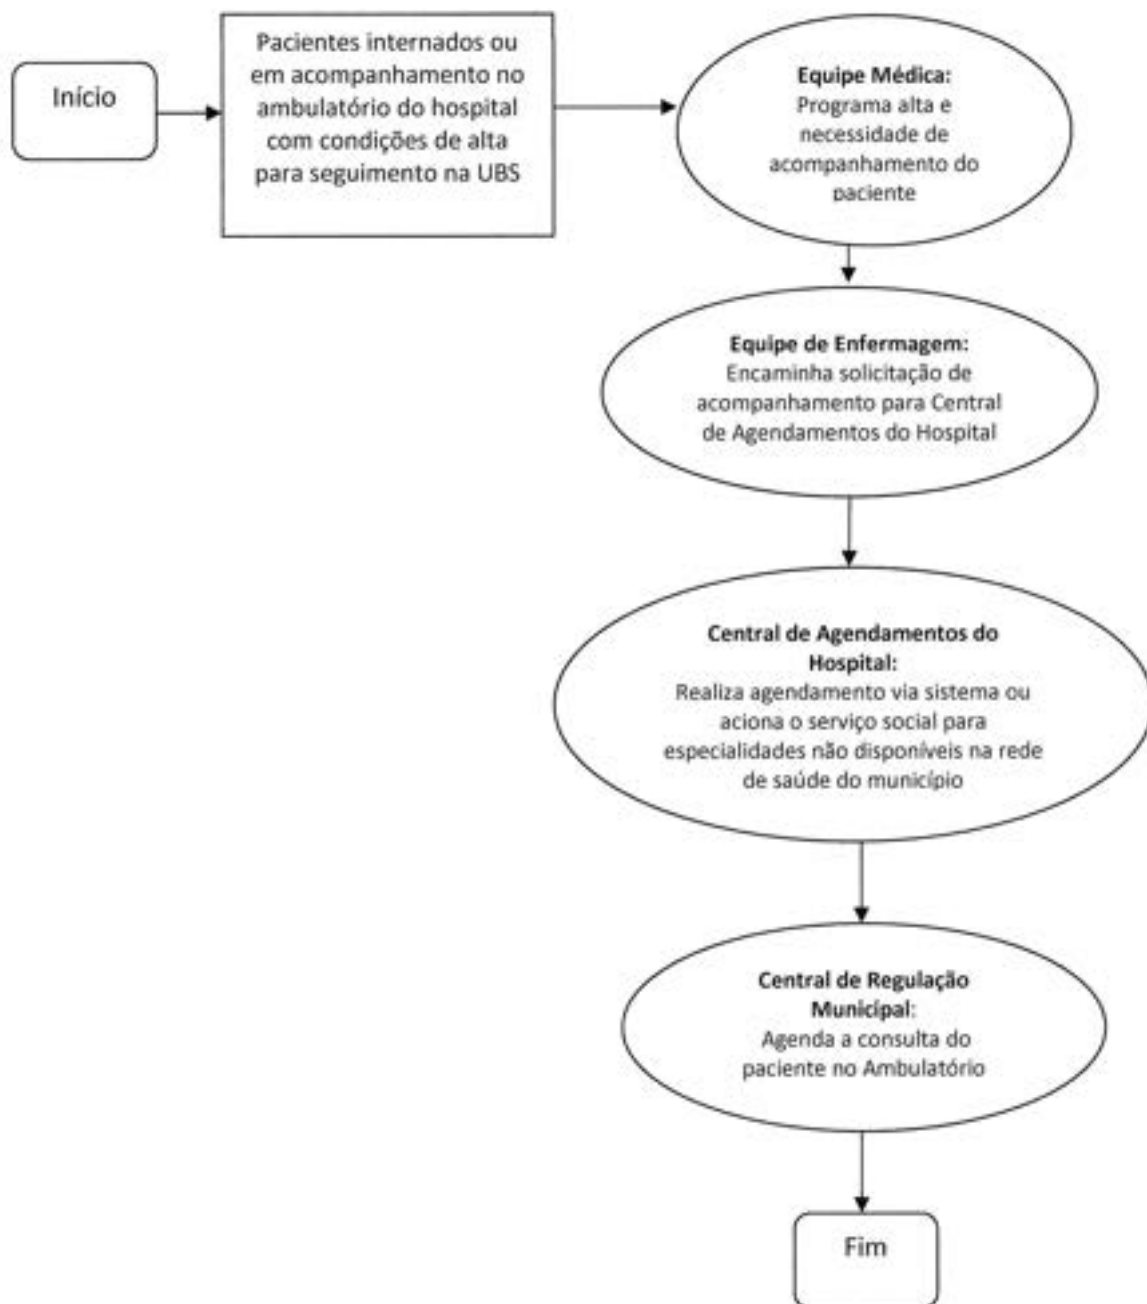 Início
Pacientes internados ou
em acompanhamento no
ambulatório do hospital
com condições de alta
para seguimento na UBS
Equipe Médica:
Programa alta e
necessidade de
acompanhamento do
paciente
Equipe de Enfermagem:
Encaminha solicitação de
acompanhamento para Central
de Agendamentos do Hospital
Central de Agendamentos do
Hospital:
Realiza agendamento via sistema ou
aciona o serviço social para
especialidades não disponíveis na rede
de saúde do município
Central de Regulação
Municipal:
Agenda a consulta do
paciente no Ambulatório
Fim